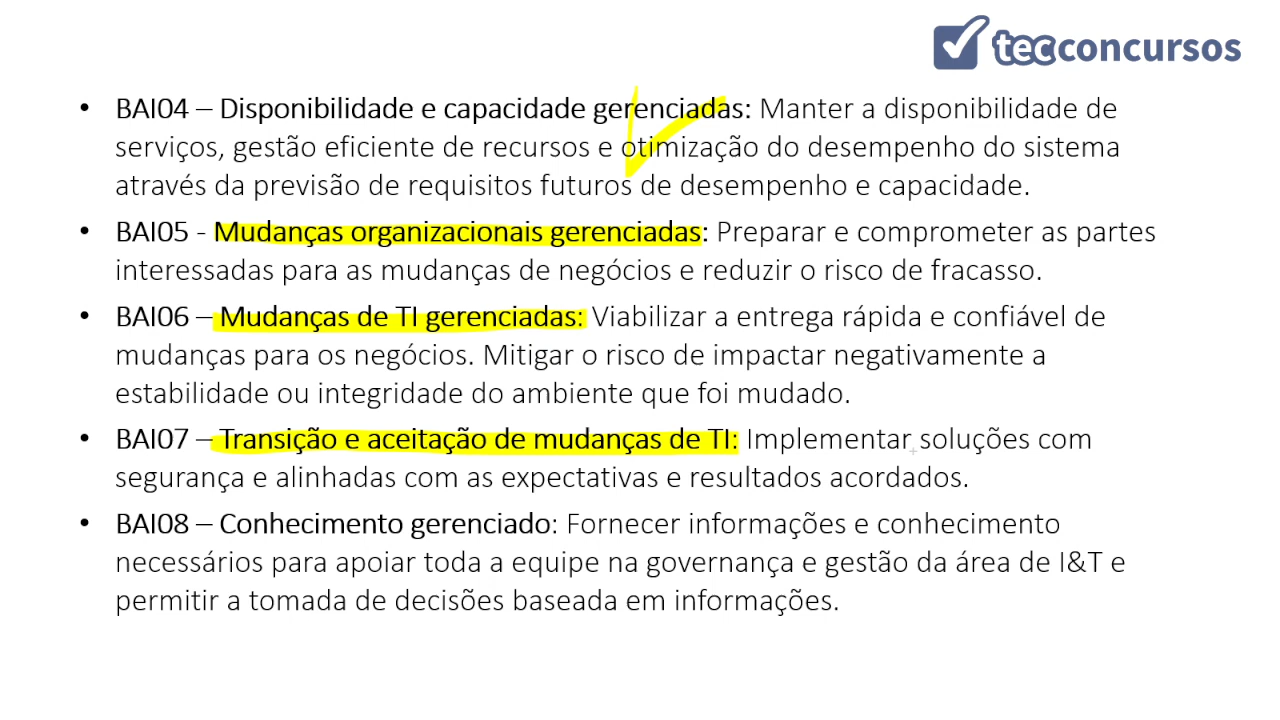 tecconcursos
• BAI04 – Disponibilidade e capacidade gerenciadas: Manter a disponibilidade de
serviços, gestão eficiente de recursos e otimização do desempenho do sistema
através da previsão de requisitos futuros de desempenho e capacidade.
• BAI05 - Mudanças organizacionais gerenciadas: Preparar e comprometer as partes
interessadas para as mudanças de negócios e reduzir o risco de fracasso.
• BAI06 – Mudanças de TI gerenciadas: Viabilizar a entrega rápida e confiável de
mudanças para os negócios. Mitigar o risco de impactar negativamente a
estabilidade ou integridade do ambiente que foi mudado.
• BAI07 – Transição e aceitação de mudanças de TI: Implementar soluções com
segurança e alinhadas com as expectativas e resultados acordados.
• BAI08 – Conhecimento gerenciado: Fornecer informações e conhecimento
necessários para apoiar toda a equipe na governança e gestão da área de I&T e
permitir a tomada de decisões baseada em informações.